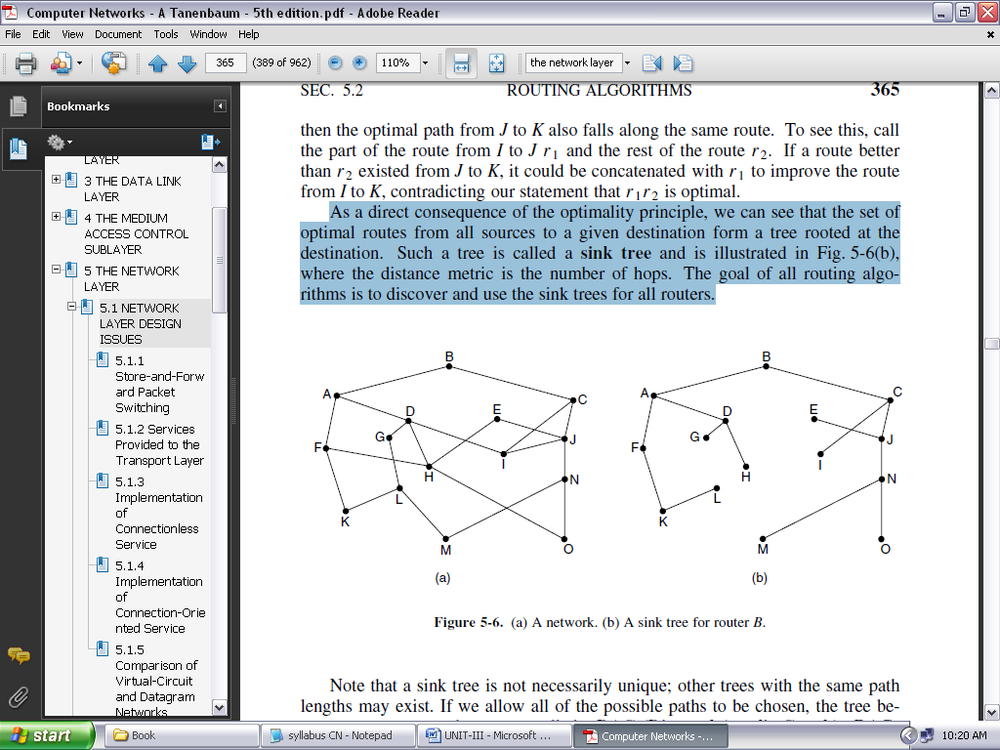 Computer Networks - A Tanenbaum - 5th edition.pdf - Adobe Reader
File Edit View Document Tools Window Help
365 (389 of 962) 110% the network layer
Bookmarks
LAYER
3 THE DATA LINK
LAYER
4 THE MEDIUM
ACCESS CONTROL
SUBLAYER
5 THE NETWORK
LAYER
5.1 NETWORK
LAYER DESIGN
ISSUES
5.1.1
Store-and-Forw
ard Packet
Switching
5.1.2 Services
Provided to the
Transport Layer
5.1.3
Implementation
of
Connectionless
Service
5.1.4
Implementation
of
Connection-Orie
nted Service
5.1.5
Comparison of
Virtual-Circuit
and Datagram
Networks
SEC. 5.2 ROUTING ALGORITHMS 365
then the optimal path from J to K also falls along the same route. To see this, call
the part of the route from I to J r1 and the rest of the route r2. If a route better
than r2 existed from J to K, it could be concatenated with r1 to improve the route
from I to K, contradicting our statement that r1r2 is optimal.
As a direct consequence of the optimality principle, we can see that the set of
optimal routes from all sources to a given destination form a tree rooted at the
destination. Such a tree is called a sink tree and is illustrated in Fig. 5-6(b),
where the distance metric is the number of hops. The goal of all routing algo-
rithms is to discover and use the sink trees for all routers.
B
A
C
D
E
G
J
F
H
I
N
L
K
M
O
(a)
B
A
C
D
E
G
J
F
H
I
N
L
K
M
O
(b)
Figure 5-6. (a) A network. (b) A sink tree for router B.
Note that a sink tree is not necessarily unique; other trees with the same path
lengths may exist. If we allow all of the possible paths to be chosen, the tree be-
start Book syllabus CN - Notepad UNIT-III - Microsoft ... Computer Networks -... 10:20 AM